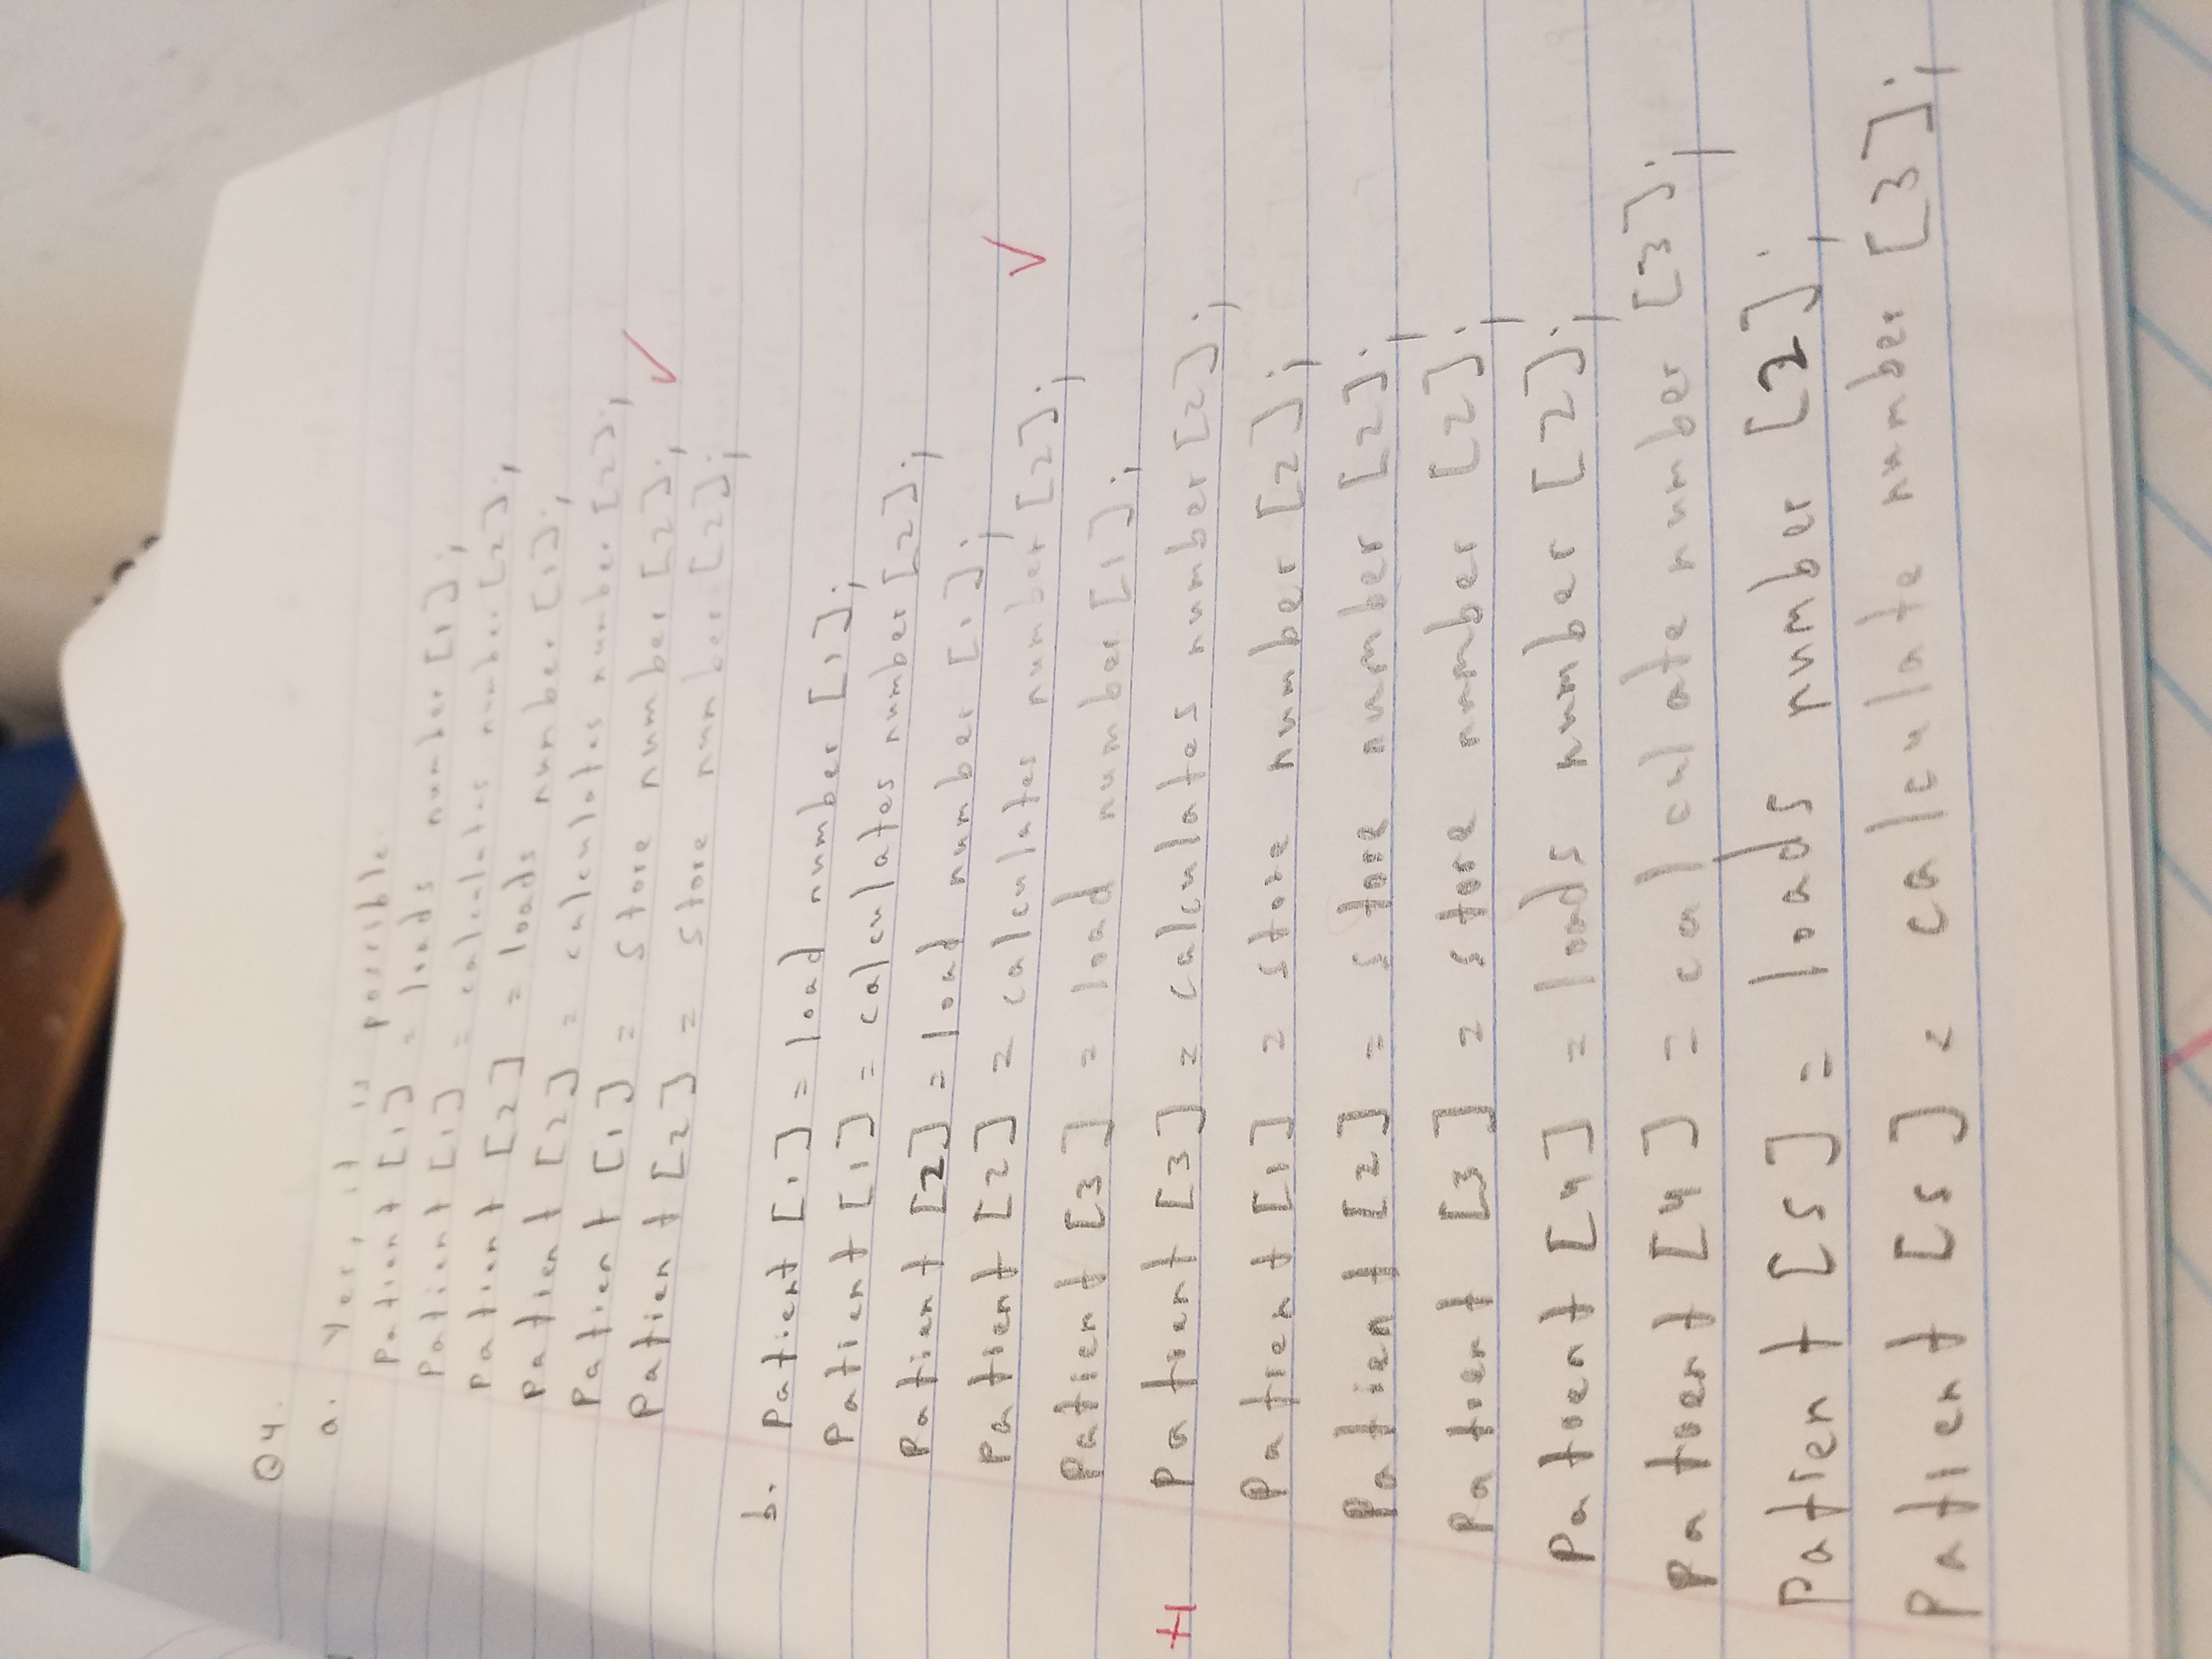 Q4.
a. Yes, it is possible.
Patient [1] = loads number [1];
Patient [1] = calculates number [2];
Patient [2] = loads number [1];
Patient [2] = calculates number [2];
Patient [1] = store number [2];
Patient [2] = store number [2];
b. Patient [1] = load number [1];
Patient [1] = calculates number [2];
Patient [2] = load number [1];
Patient [2] = calculates number [2];
Patient [3] = load number [1];
+1 Patient [3] = calculates number [2];
Patient [1] = store number [2];
Patient [2] = store number [2];
Patient [3] = store number [2];
Patient [4] = loads number [2];
Patient [4] = calculate number [3];
Patient [5] = loads number [2];
Patient [5] = calculate number [3];